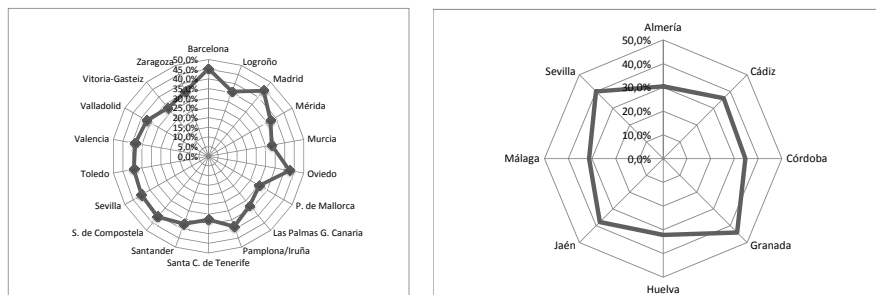 Barcelona
Logroño
Madrid
Mérida
Murcia
Oviedo
P. de Mallorca
Las Palmas G. Canaria
Pamplona/Iruña
Santa C. de Tenerife
Santander
S. de Compostela
Sevilla
Toledo
Valencia
Valladolid
Vitoria-Gasteiz
Zaragoza
50,0%
45,0%
40,0%
35,0%
30,0%
25,0%
20,0%
15,0%
10,0%
5,0%
0,0%
Almería
Cádiz
Córdoba
Granada
Huelva
Jaén
Málaga
Sevilla
50,0%
40,0%
30,0%
20,0%
10,0%
0,0%